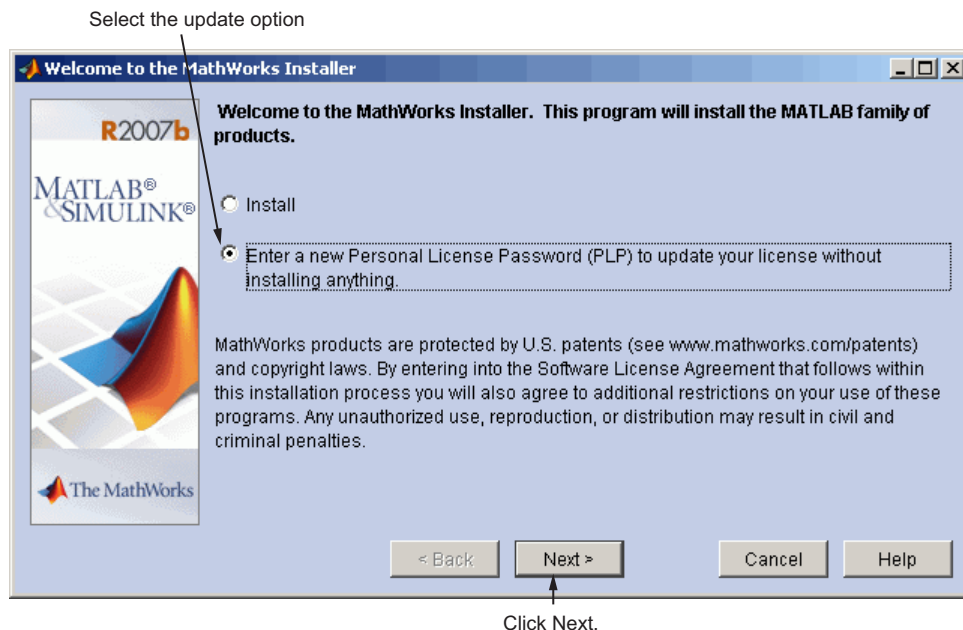 Select the update option
Welcome to the MathWorks Installer
R2007b
MATLAB®
&SIMULINK®
The MathWorks
Welcome to the MathWorks Installer. This program will install the MATLAB family of
products.
Install
Enter a new Personal License Password (PLP) to update your license without
installing anything.
MathWorks products are protected by U.S. patents (see www.mathworks.com/patents)
and copyright laws. By entering into the Software License Agreement that follows within
this installation process you will also agree to additional restrictions on your use of these
programs. Any unauthorized use, reproduction, or distribution may result in civil and
criminal penalties.
< Back
Next >
Cancel
Help
Click Next.